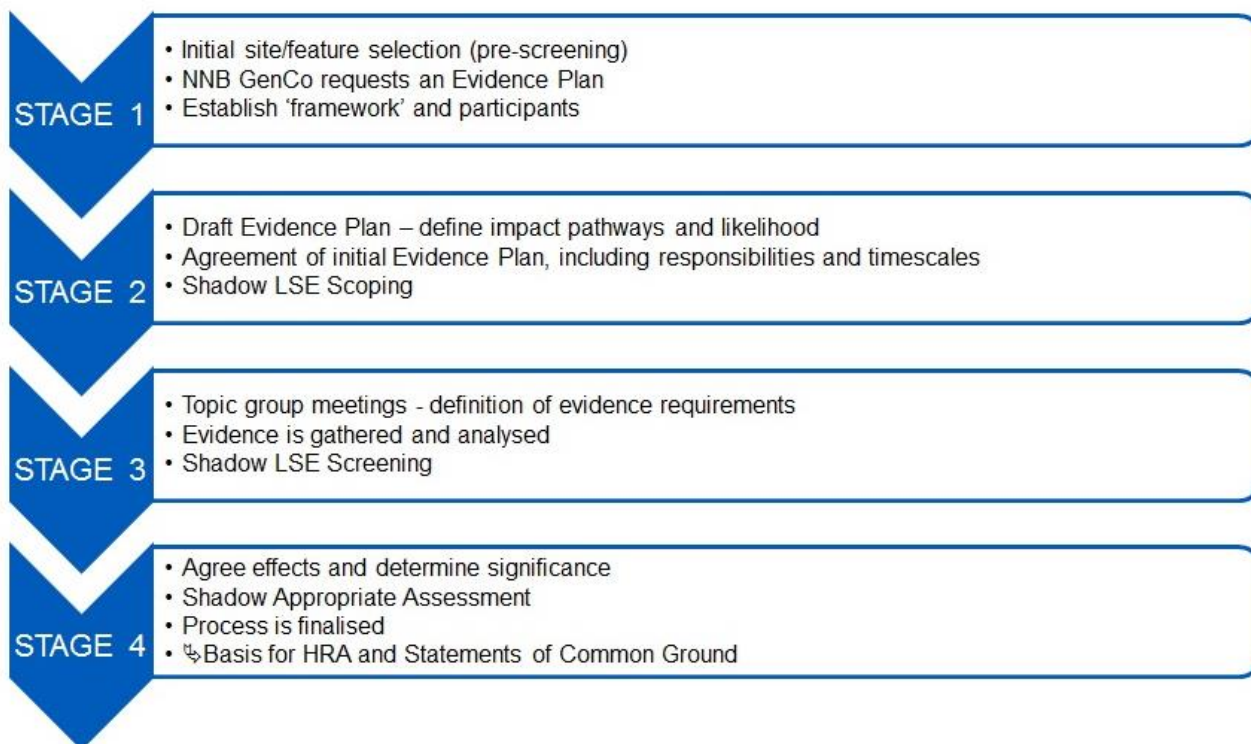 STAGE 1
• Initial site/feature selection (pre-screening)
• NNB GenCo requests an Evidence Plan
• Establish ‘framework’ and participants
STAGE 2
• Draft Evidence Plan – define impact pathways and likelihood
• Agreement of initial Evidence Plan, including responsibilities and timescales
• Shadow LSE Scoping
STAGE 3
• Topic group meetings - definition of evidence requirements
• Evidence is gathered and analysed
• Shadow LSE Screening
STAGE 4
• Agree effects and determine significance
• Shadow Appropriate Assessment
• Process is finalised
• ↳Basis for HRA and Statements of Common Ground